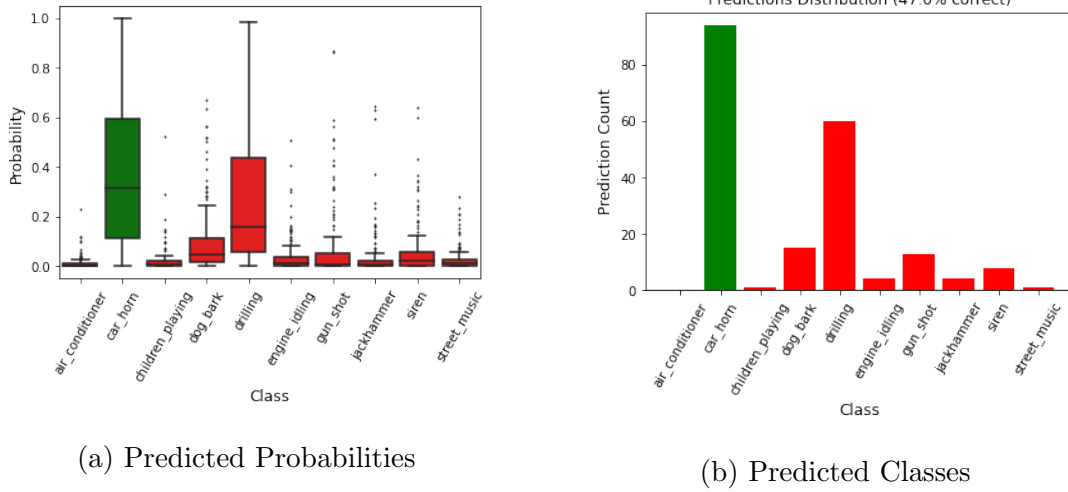 Predictions Distribution (47.0% correct)
1.0
0.8
0.6
0.4
0.2
0.0
Probability
air_conditioner
car_horn
children_playing
dog_bark
drilling
engine_idling
gun_shot
jackhammer
siren
street_music
Class
(a) Predicted Probabilities
80
60
40
20
0
Prediction Count
air_conditioner
car_horn
children_playing
dog_bark
drilling
engine_idling
gun_shot
jackhammer
siren
street_music
Class
(b) Predicted Classes